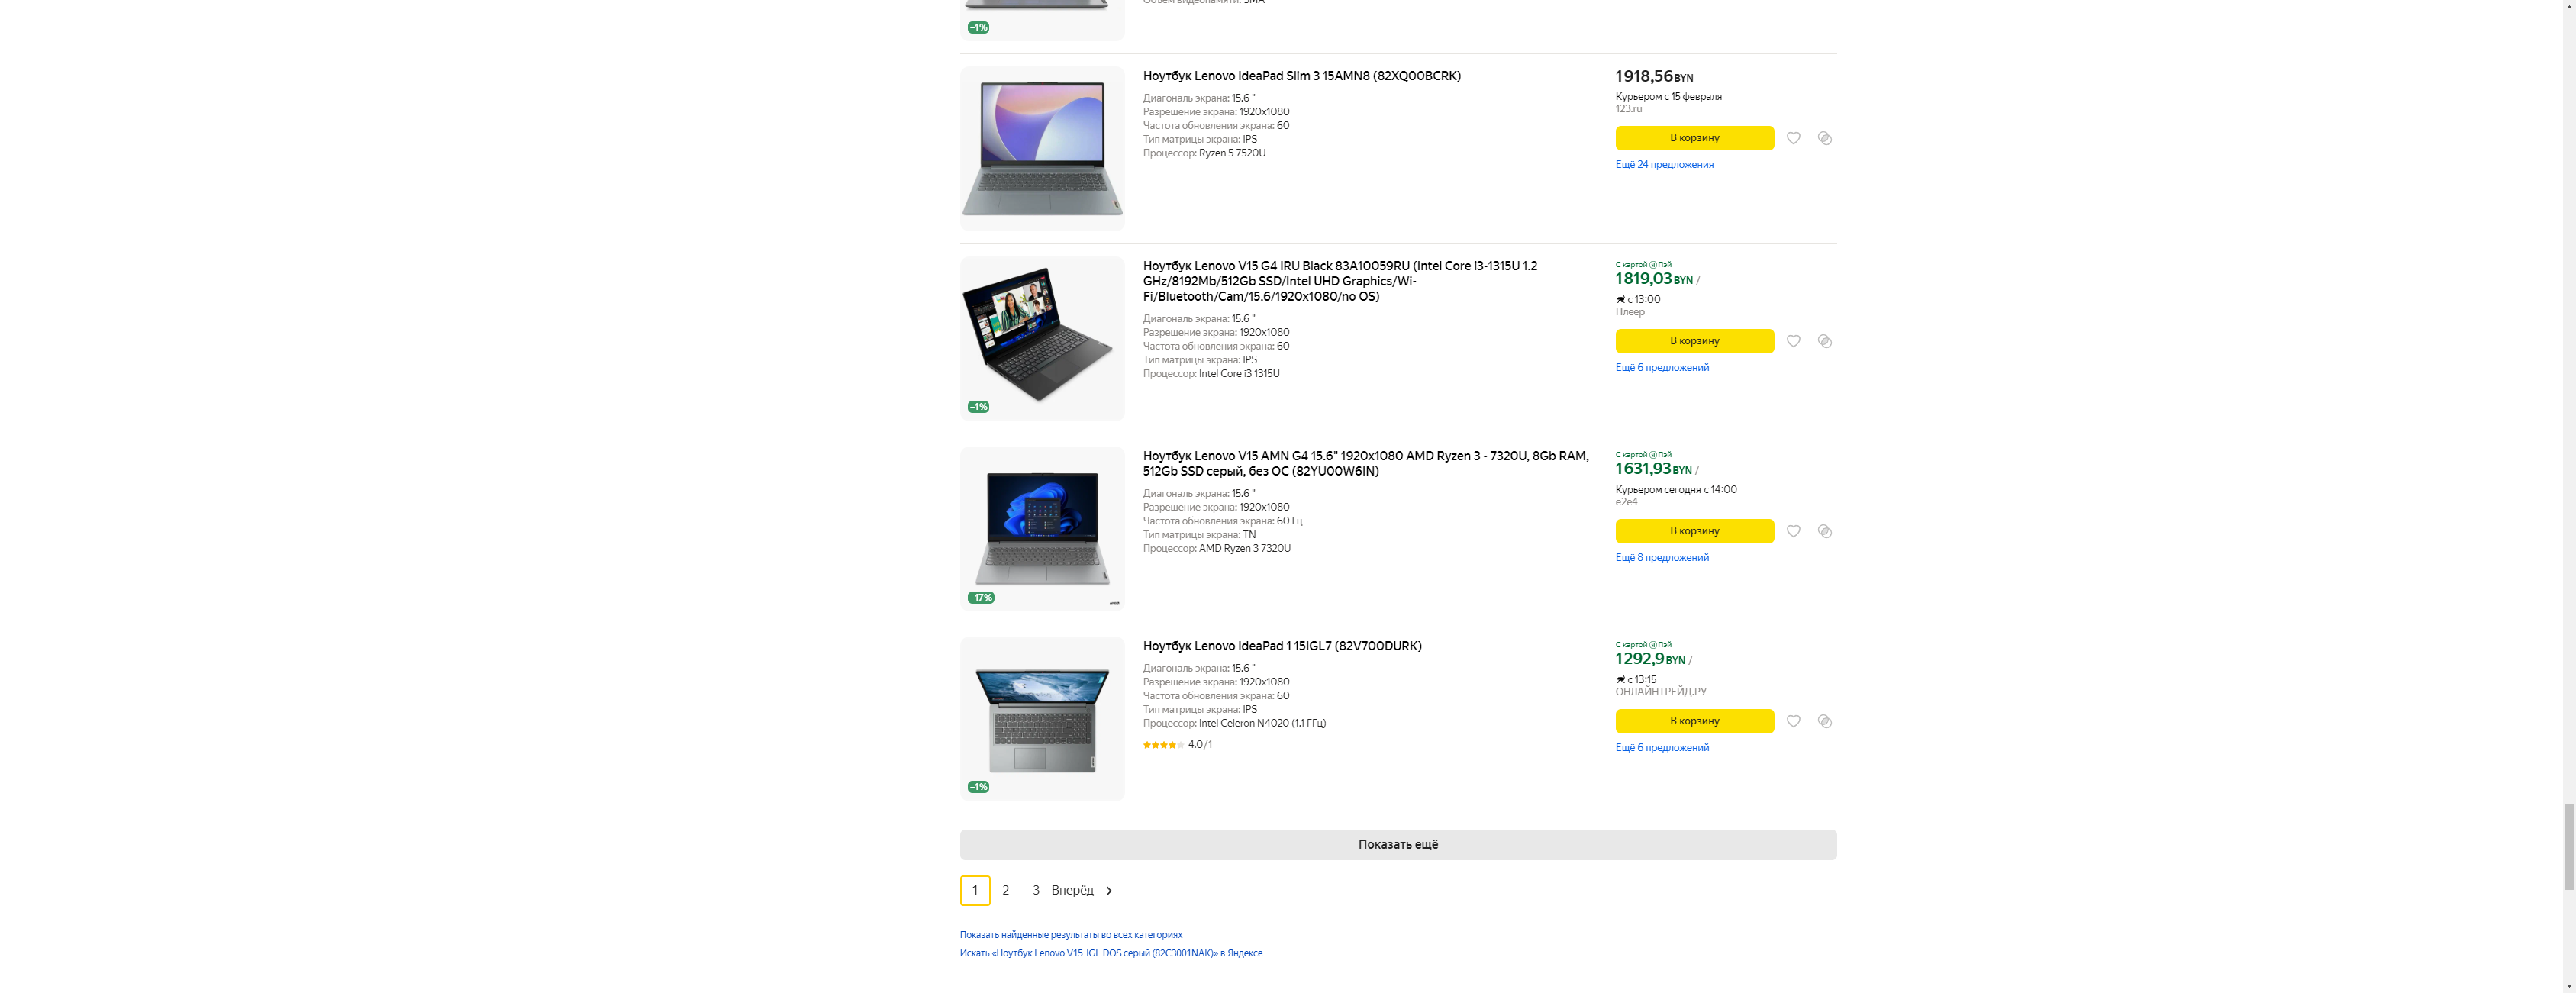 Объём видеопамяти: SMA
–1%
Ноутбук Lenovo IdeaPad Slim 3 15AMN8 (82XQ00BCRK)
Диагональ экрана: 15.6 "
Разрешение экрана: 1920x1080
Частота обновления экрана: 60
Тип матрицы экрана: IPS
Процессор: Ryzen 5 7520U
1 918,56 BYN
Курьером с 15 февраля
123.ru
В корзину
Ещё 24 предложения
Ноутбук Lenovo V15 G4 IRU Black 83A10059RU (Intel Core i3-1315U 1.2
GHz/8192Mb/512Gb SSD/Intel UHD Graphics/Wi-
Fi/Bluetooth/Cam/15.6/1920x1080/no OS)
Диагональ экрана: 15.6 "
Разрешение экрана: 1920x1080
Частота обновления экрана: 60
Тип матрицы экрана: IPS
Процессор: Intel Core i3 1315U
–1%
С картой Я Пэй
1 819,03 BYN /
с 13:00
Плеер
В корзину
Ещё 6 предложений
Ноутбук Lenovo V15 AMN G4 15.6" 1920x1080 AMD Ryzen 3 - 7320U, 8Gb RAM,
512Gb SSD серый, без ОС (82YU00W6IN)
Диагональ экрана: 15.6 "
Разрешение экрана: 1920x1080
Частота обновления экрана: 60 Гц
Тип матрицы экрана: TN
Процессор: AMD Ryzen 3 7320U
–17%
С картой Я Пэй
1 631,93 BYN /
Курьером сегодня с 14:00
e2e4
В корзину
Ещё 8 предложений
Ноутбук Lenovo IdeaPad 1 15IGL7 (82V700DURK)
Диагональ экрана: 15.6 "
Разрешение экрана: 1920x1080
Частота обновления экрана: 60
Тип матрицы экрана: IPS
Процессор: Intel Celeron N4020 (1.1 ГГц)
4.0/1
–1%
С картой Я Пэй
1 292,9 BYN /
с 13:15
ОНЛАЙНТРЕЙД.РУ
В корзину
Ещё 6 предложений
Показать ещё
1 2 3 Вперёд
Показать найденные результаты во всех категориях
Искать «Ноутбук Lenovo V15-IGL DOS серый (82C3001NAK)» в Яндексе